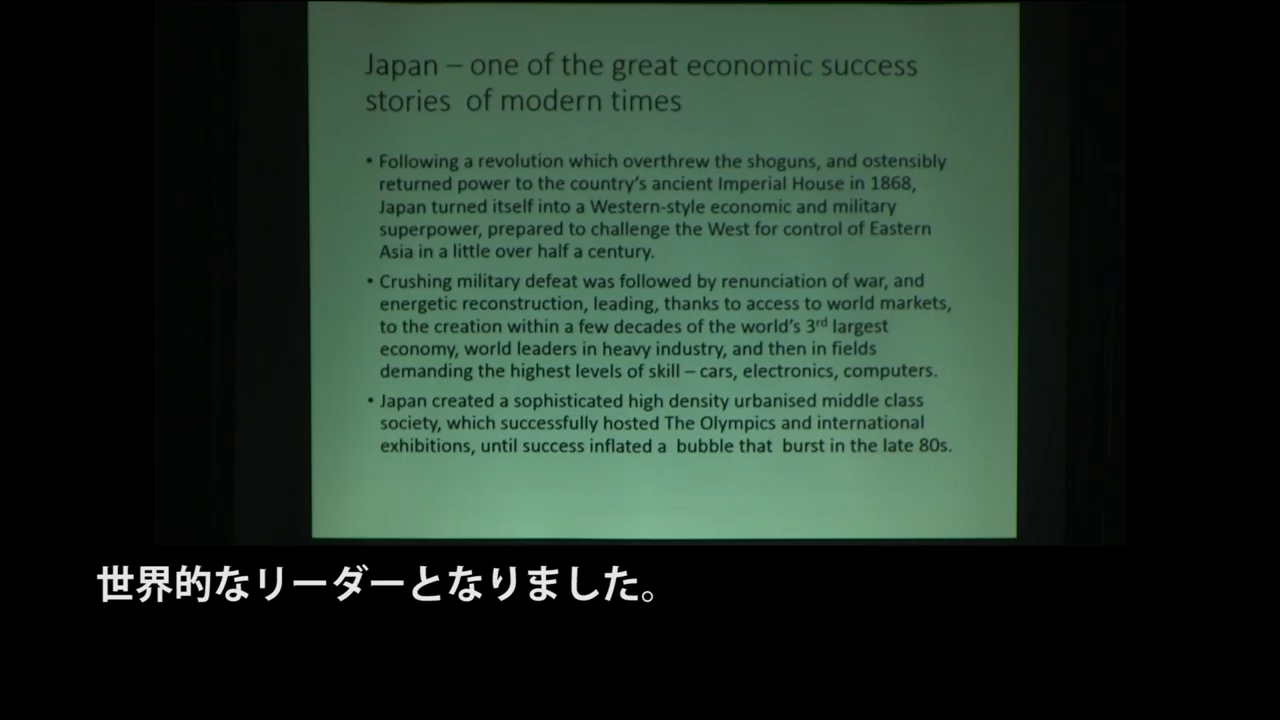 Japan – one of the great economic success
stories of modern times
• Following a revolution which overthrew the shoguns, and ostensibly
returned power to the country's ancient Imperial House in 1868,
Japan turned itself into a Western-style economic and military
superpower, prepared to challenge the West for control of Eastern
Asia in a little over half a century.
• Crushing military defeat was followed by renunciation of war, and
energetic reconstruction, leading, thanks to access to world markets,
to the creation within a few decades of the world's 3rd largest
economy, world leaders in heavy industry, and then in fields
demanding the highest levels of skill – cars, electronics, computers.
• Japan created a sophisticated high density urbanised middle class
society, which successfully hosted The Olympics and international
exhibitions, until success inflated a bubble that burst in the late 80s.
世界的なリーダーとなりました。